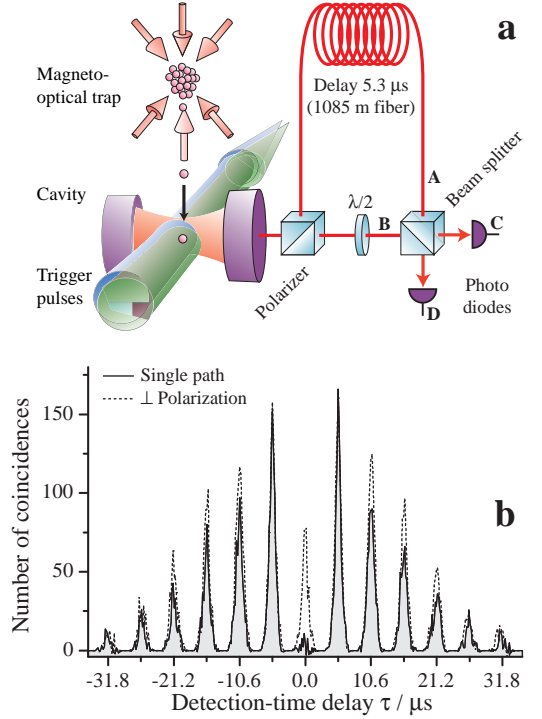 a
Magneto-
optical trap
Delay 5.3 µs
(1085 m fiber)
Cavity
Trigger
pulses
Polarizer
λ/2
A
B
Beam splitter
C
D
Photo
diodes
b
Single path
⊥ Polarization
Number of coincidences
150
100
50
0
-31.8 -21.2 -10.6 0.0 10.6 21.2 31.8
Detection-time delay τ / µs